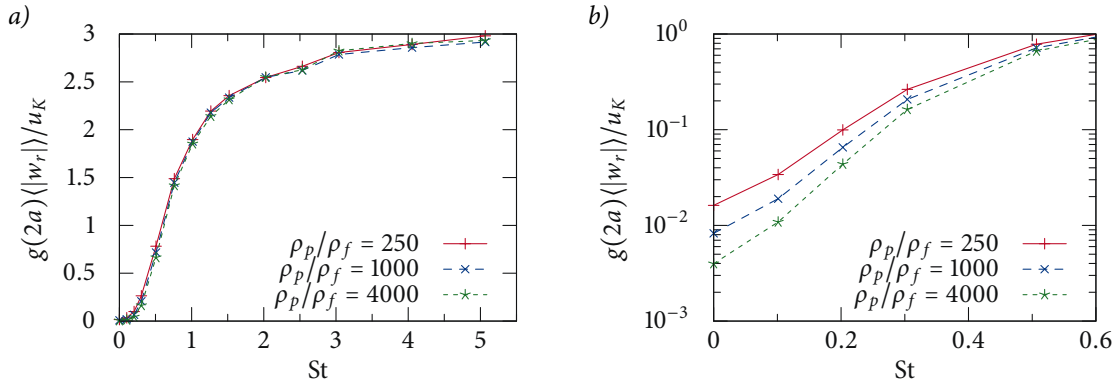 a)
g(2a)⟨|w_r|⟩/u_K
3
2.5
2
1.5
1
0.5
0
0 1 2 3 4 5
St
ρ_p/ρ_f = 250
ρ_p/ρ_f = 1000
ρ_p/ρ_f = 4000
b)
g(2a)⟨|w_r|⟩/u_K
10^0
10^−1
10^−2
10^−3
0 0.2 0.4 0.6
St
ρ_p/ρ_f = 250
ρ_p/ρ_f = 1000
ρ_p/ρ_f = 4000